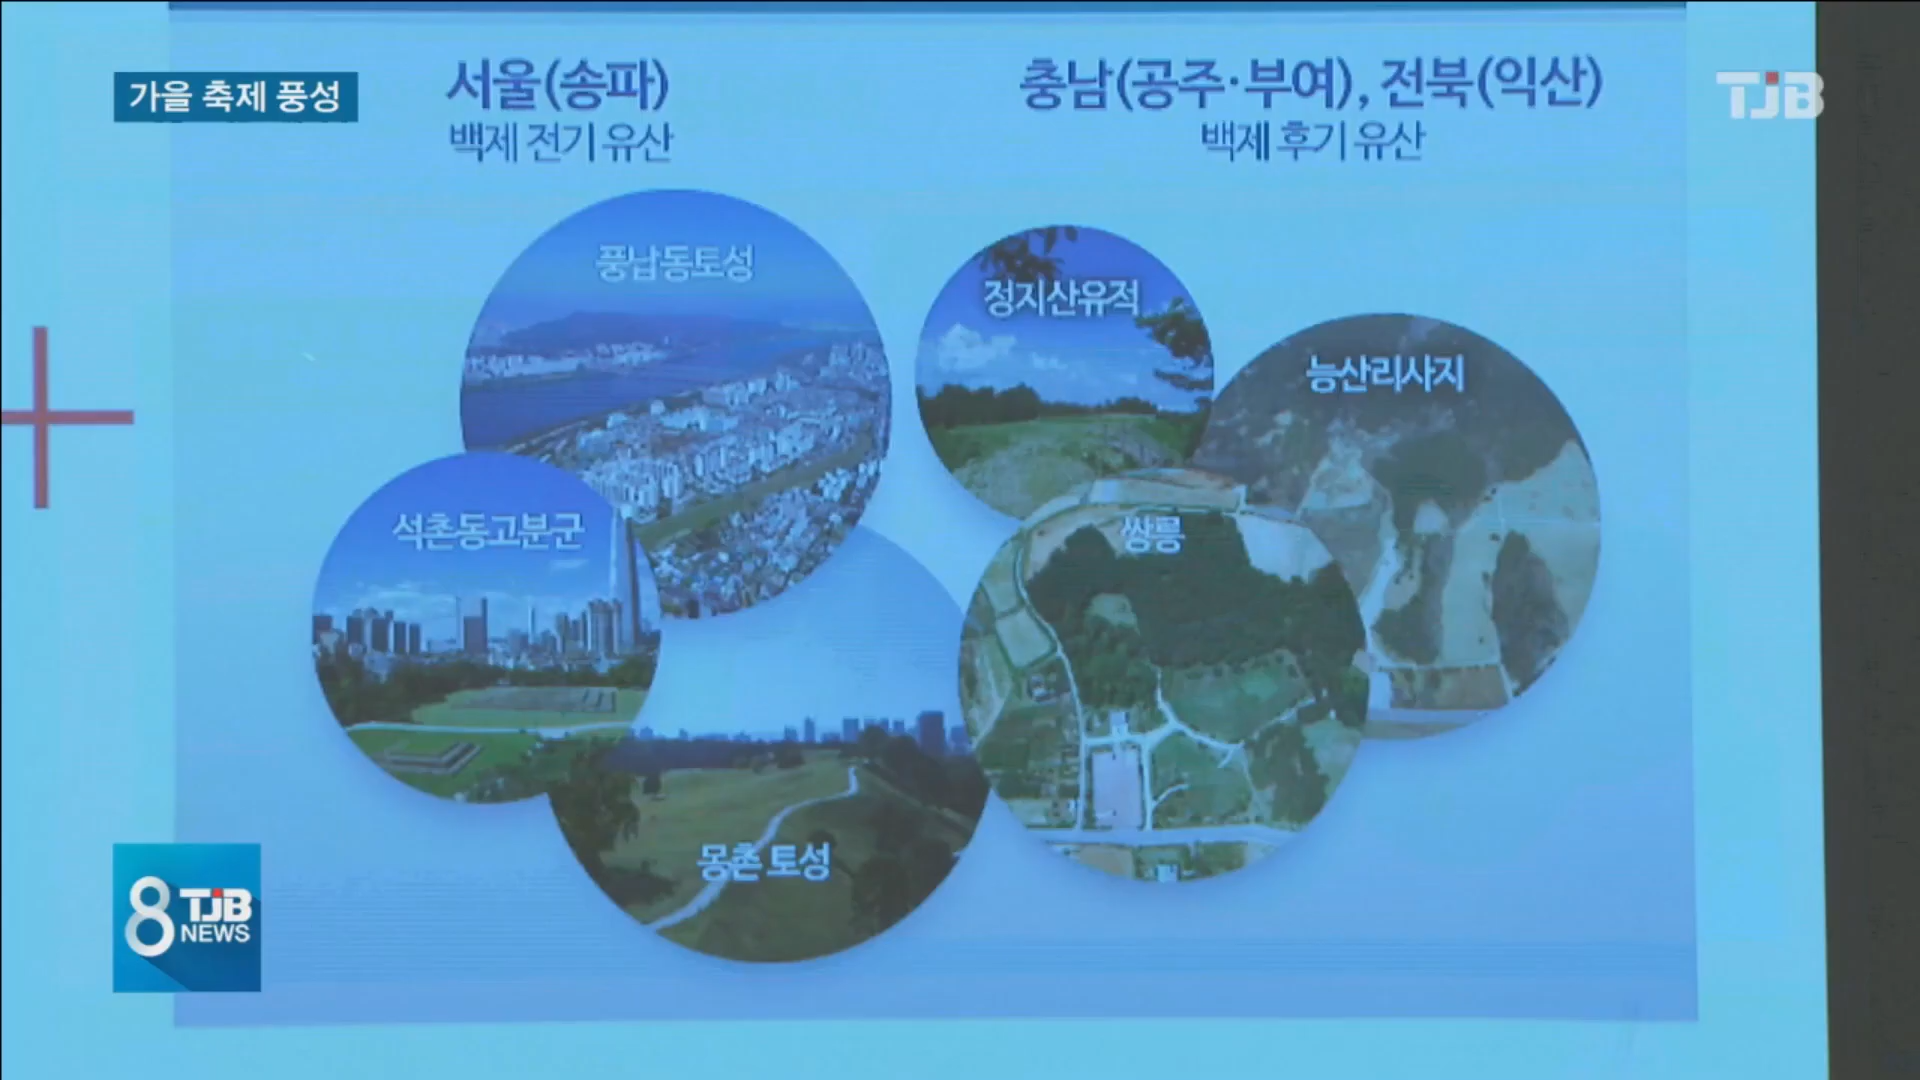 가을 축제 풍성
TJB
서울(송파)
백제 전기 유산
충남(공주·부여), 전북(익산)
백제 후기 유산
풍납동토성
정지산유적
능산리사지
석촌동고분군
쌍릉
몽촌 토성
8 TJB
NEWS